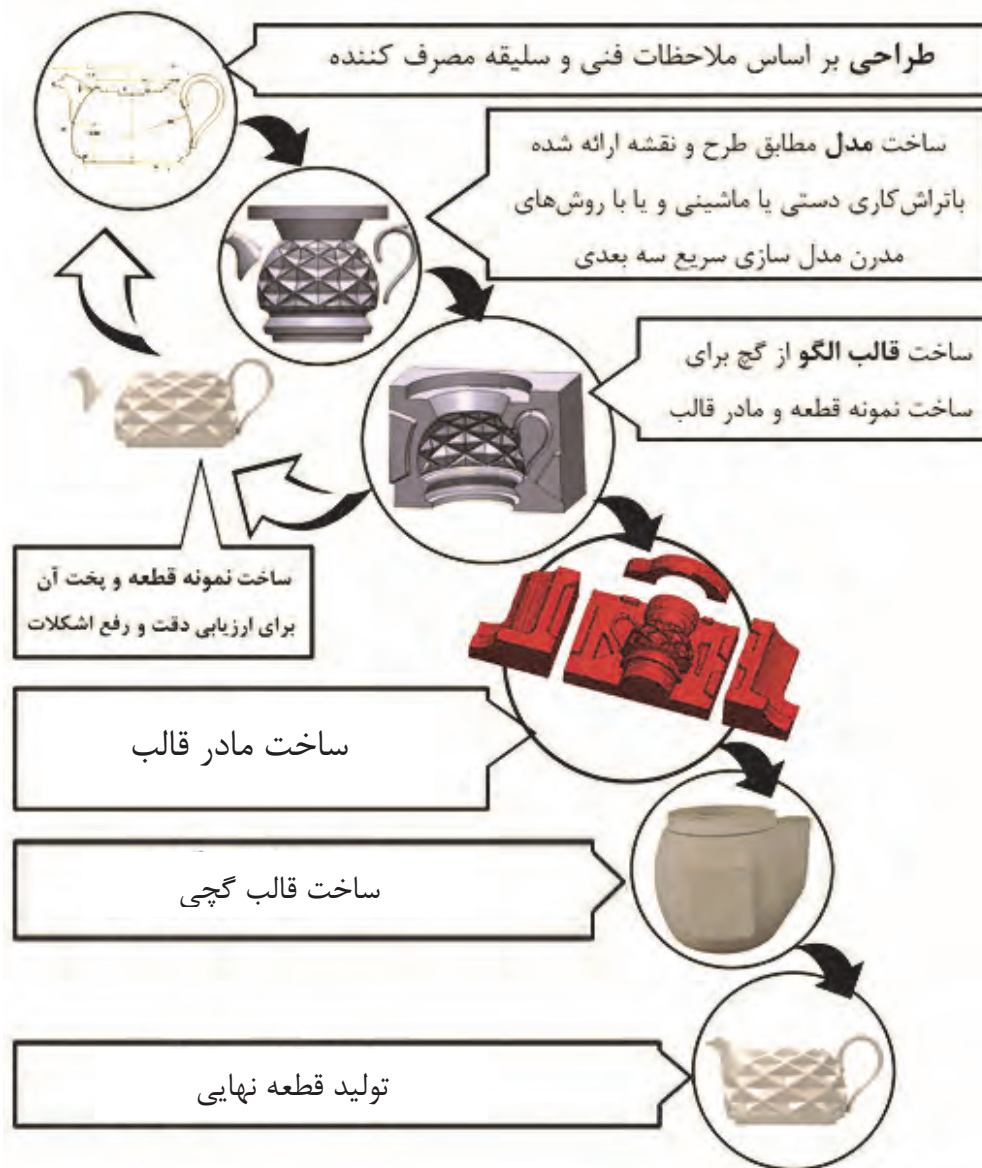 طراحی بر اساس ملاحظات فنی و سلیقه مصرف کننده
ساخت مدل مطابق طرح و نقشه ارائه شده
باتراش‌کاری دستی یا ماشینی و یا با روش‌های
مدرن مدل سازی سریع سه بعدی
ساخت قالب الگو از گچ برای
ساخت نمونه قطعه و مادر قالب
ساخت نمونه قطعه و پخت آن
برای ارزیابی دقت و رفع اشکلات
ساخت مادر قالب
ساخت قالب گچی
تولید قطعه نهایی